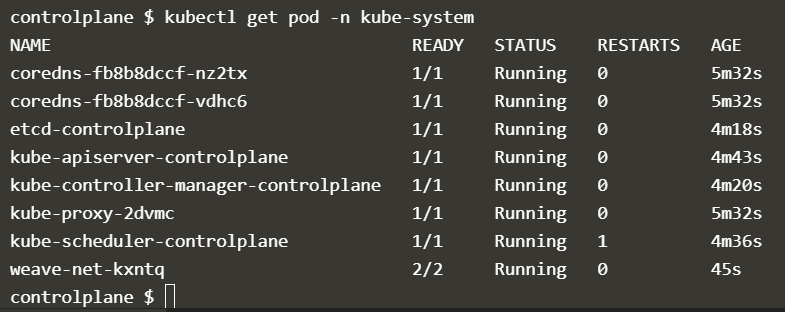 controlplane $ kubectl get pod -n kube-system
NAME READY STATUS RESTARTS AGE
coredns-fb8b8dccf-nz2tx 1/1 Running 0 5m32s
coredns-fb8b8dccf-vdhc6 1/1 Running 0 5m32s
etcd-controlplane 1/1 Running 0 4m18s
kube-apiserver-controlplane 1/1 Running 0 4m43s
kube-controller-manager-controlplane 1/1 Running 0 4m20s
kube-proxy-2dvmc 1/1 Running 0 5m32s
kube-scheduler-controlplane 1/1 Running 1 4m36s
weave-net-kxntq 2/2 Running 0 45s
controlplane $